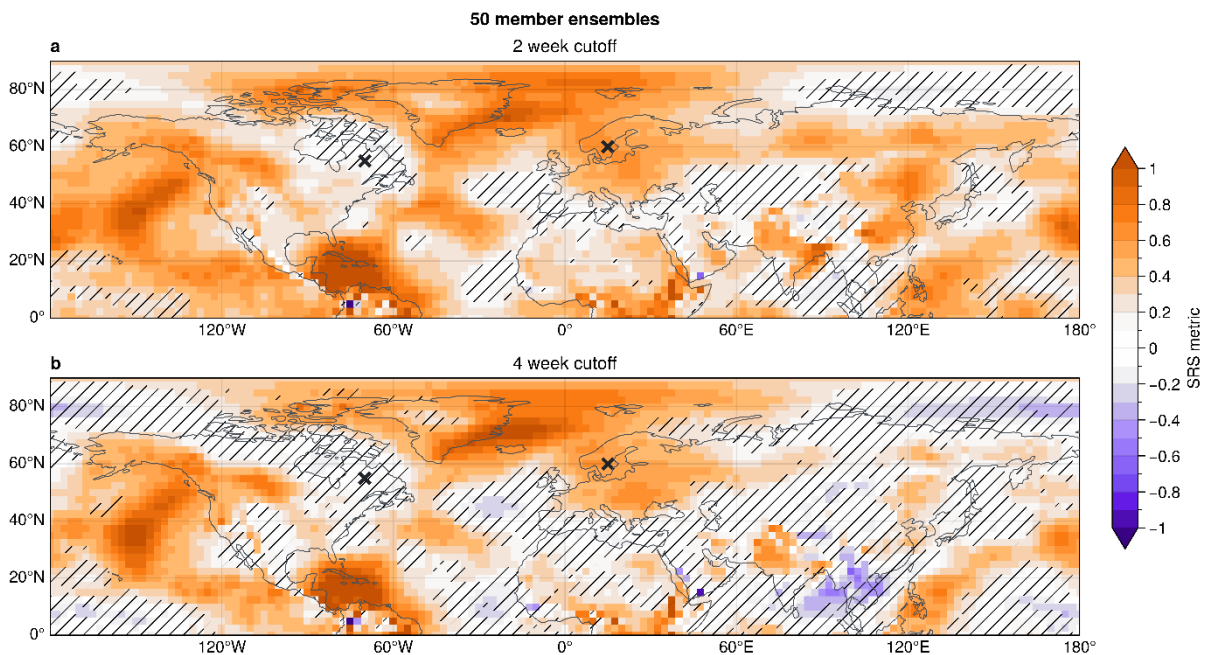 50 member ensembles
a
2 week cutoff
80°N
60°N
40°N
20°N
0°
120°W
60°W
0°
60°E
120°E
180°
b
4 week cutoff
80°N
60°N
40°N
20°N
0°
120°W
60°W
0°
60°E
120°E
180°
1
0.8
0.6
0.4
0.2
0
−0.2
−0.4
−0.6
−0.8
−1
SRS metric